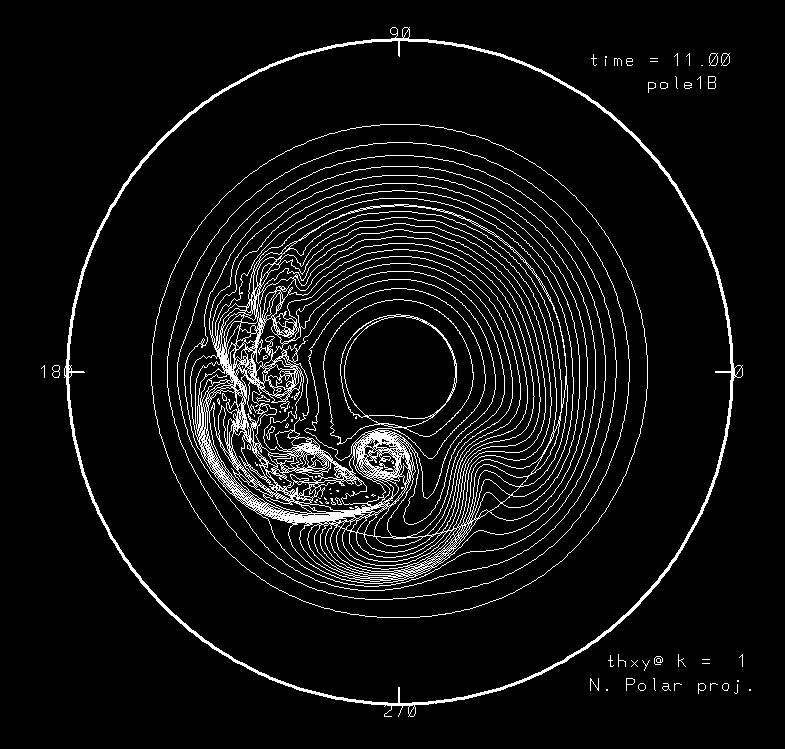 90
time = 11.00
pole1B
180
0
thxy@ k =  1
N. Polar proj.
270